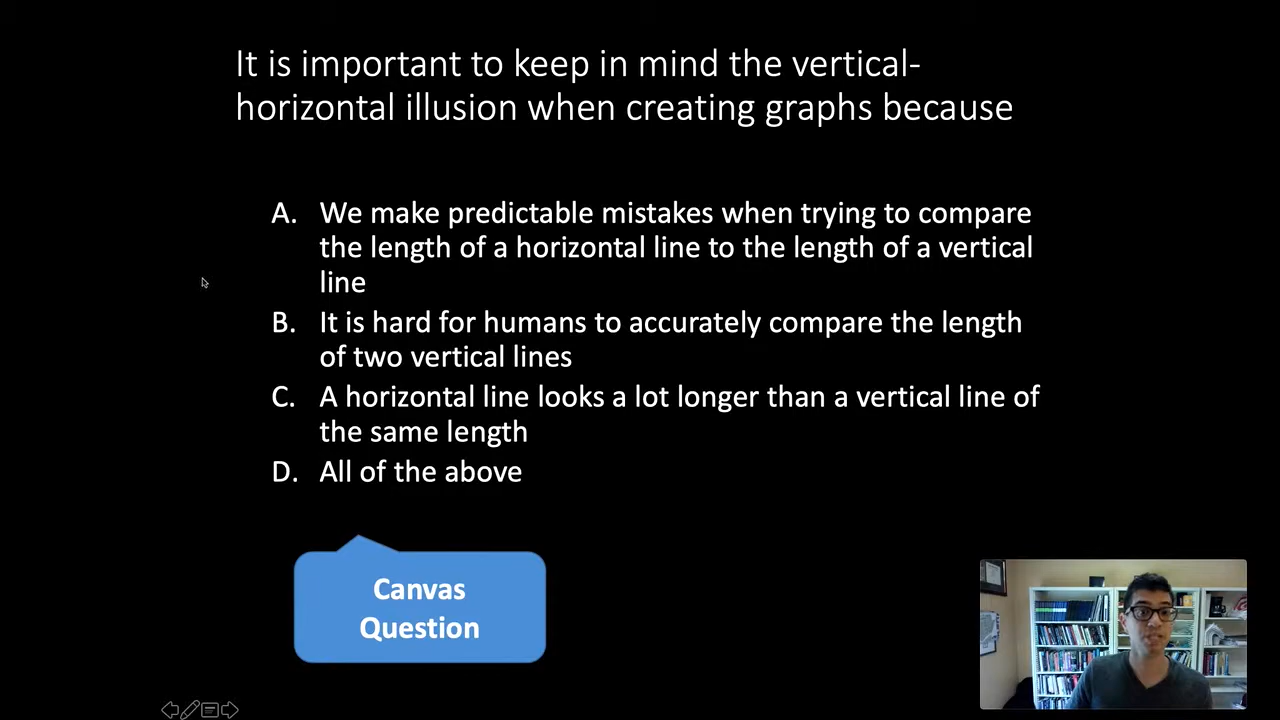 It is important to keep in mind the vertical-
horizontal illusion when creating graphs because
A. We make predictable mistakes when trying to compare
the length of a horizontal line to the length of a vertical
line
B. It is hard for humans to accurately compare the length
of two vertical lines
C. A horizontal line looks a lot longer than a vertical line of
the same length
D. All of the above
Canvas
Question